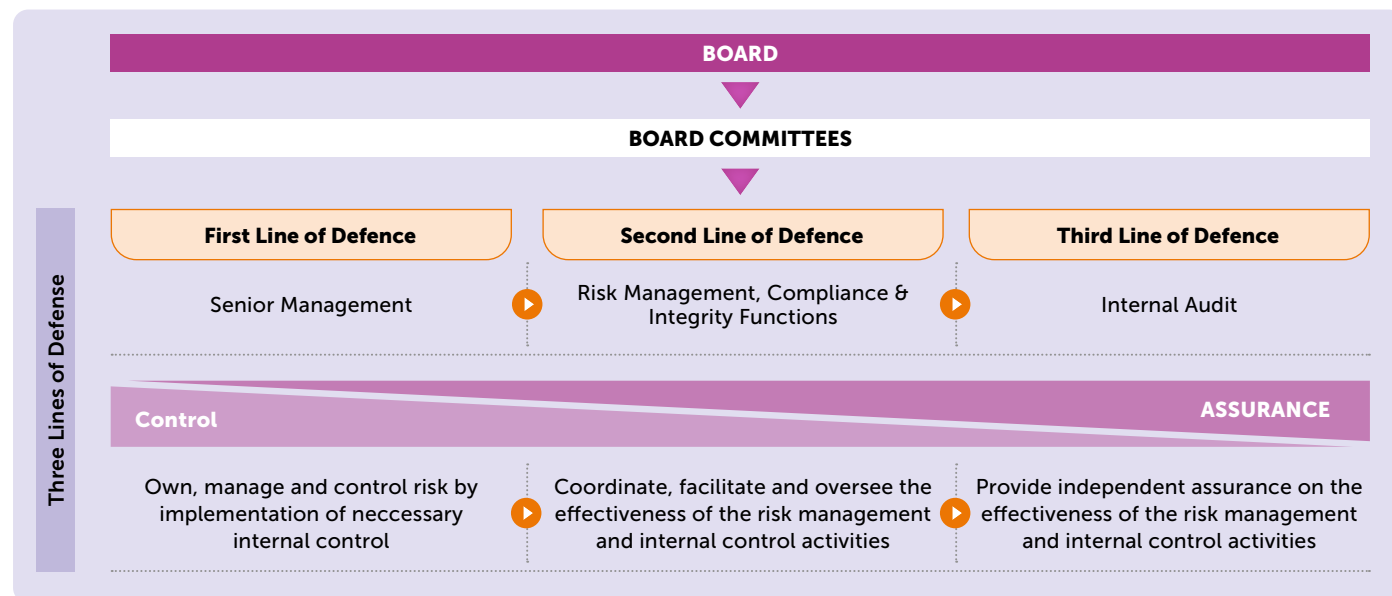 BOARD
BOARD COMMITTEES
Three Lines of Defense
First Line of Defence
Second Line of Defence
Third Line of Defence
Senior Management
Risk Management, Compliance &
Integrity Functions
Internal Audit
Control
ASSURANCE
Own, manage and control risk by
implementation of neccessary
internal control
Coordinate, facilitate and oversee the
effectiveness of the risk management
and internal control activities
Provide independent assurance on the
effectiveness of the risk management
and internal control activities